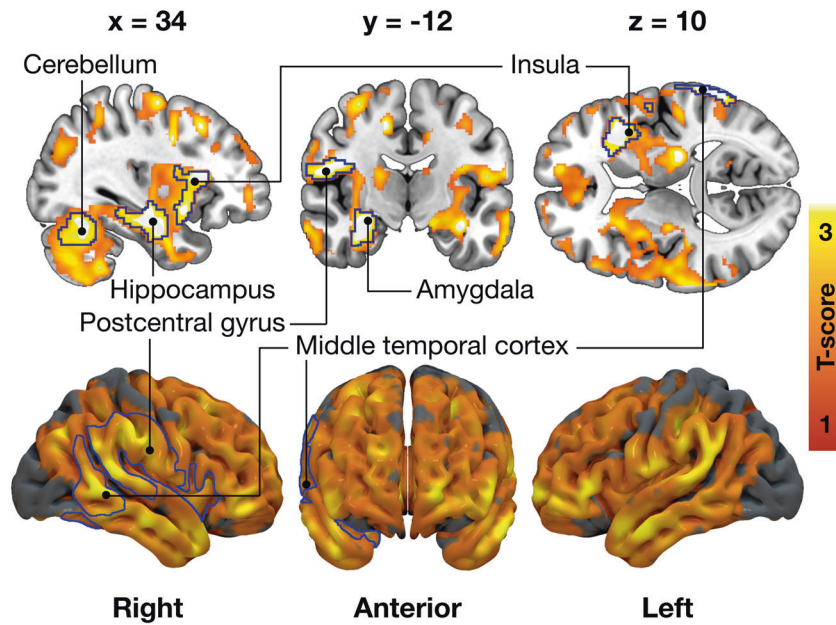 x = 34
y = -12
z = 10
Cerebellum
Insula
Hippocampus
Amygdala
Postcentral gyrus
Middle temporal cortex
3
T-score
1
Right
Anterior
Left